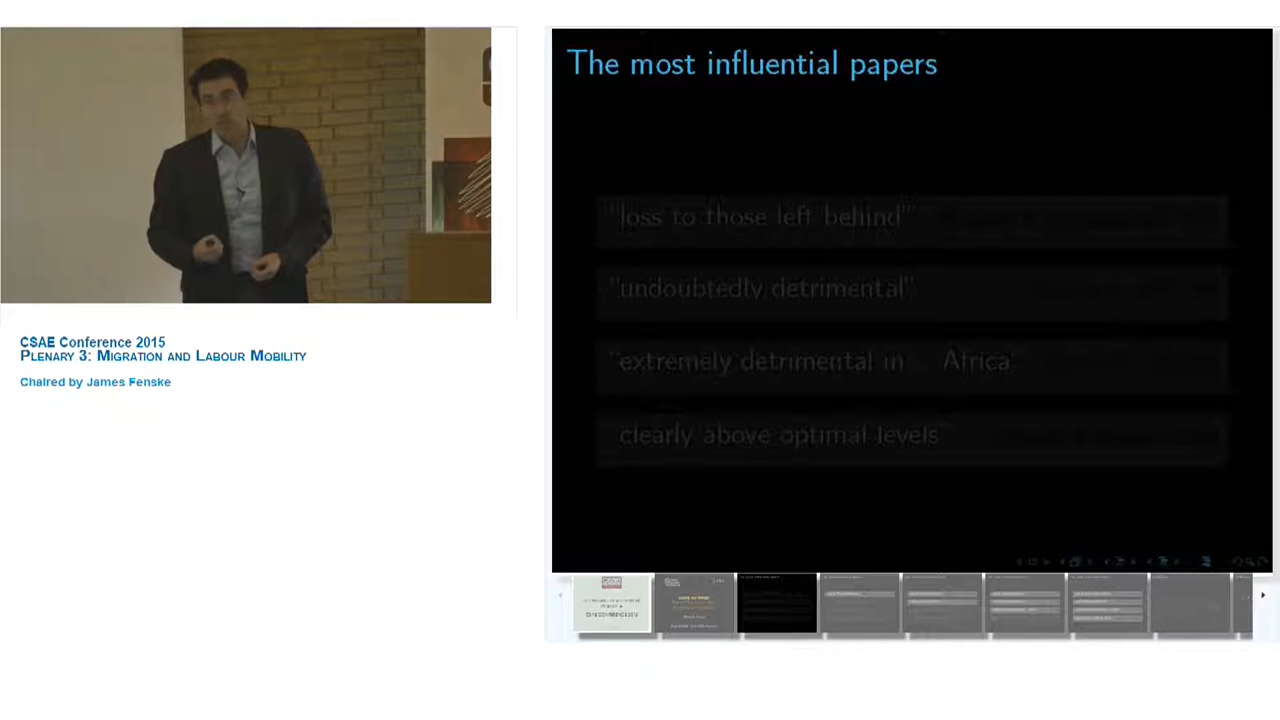 The most influential papers
"loss to those left behind"
"undoubtedly detrimental"
"extremely detrimental in Africa"
clearly above optimal levels
CSAE Conference 2015
Plenary 3: Migration and Labour Mobility
Chaired by James Fenske